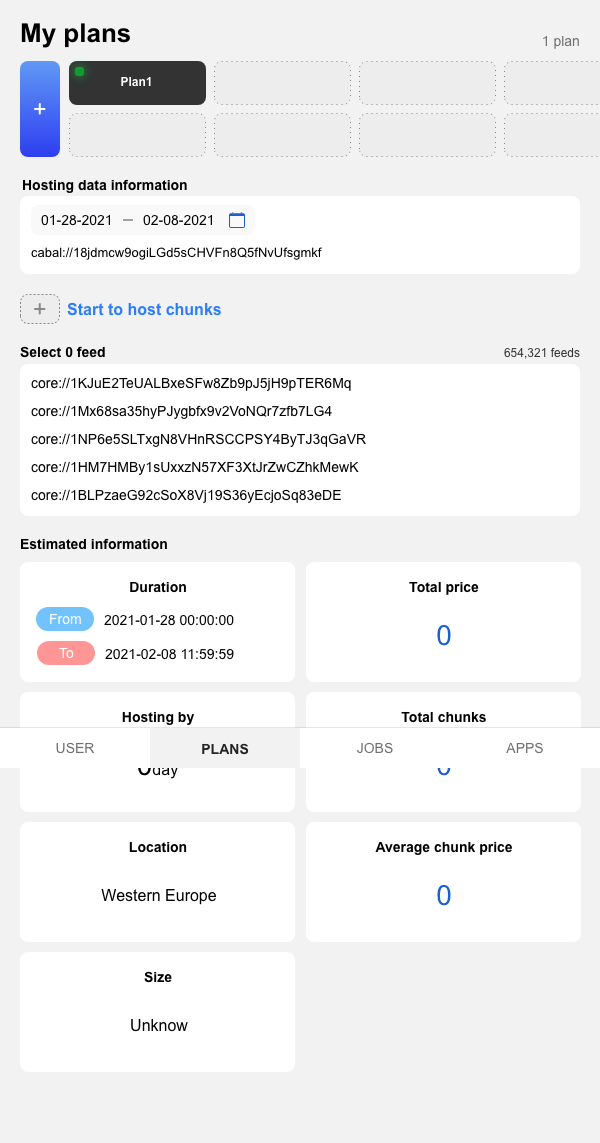 My plans
1 plan
+
Plan1
Hosting data information
01-28-2021 — 02-08-2021
cabal://18jdmcw9ogiLGd5sCHVFn8Q5fNvUfsgmkf
+ Start to host chunks
Select 0 feed
654,321 feeds
core://1KJuE2TeUALBxeSFw8Zb9pJ5jH9pTER6Mq
core://1Mx68sa35hyPJygbfx9v2VoNQr7zfb7LG4
core://1NP6e5SLTxgN8VHnRSCCPSY4ByTJ3qGaVR
core://1HM7HMBy1sUxxzN57XF3XtJrZwCZhkMewK
core://1BLPzaeG92cSoX8Vj19S36yEcjoSq83eDE
Estimated information
Duration
From 2021-01-28 00:00:00
To 2021-02-08 11:59:59
Total price
0
Hosting by
Total chunks
USER
PLANS
JOBS
APPS
0day
0
Location
Western Europe
Average chunk price
0
Size
Unknow